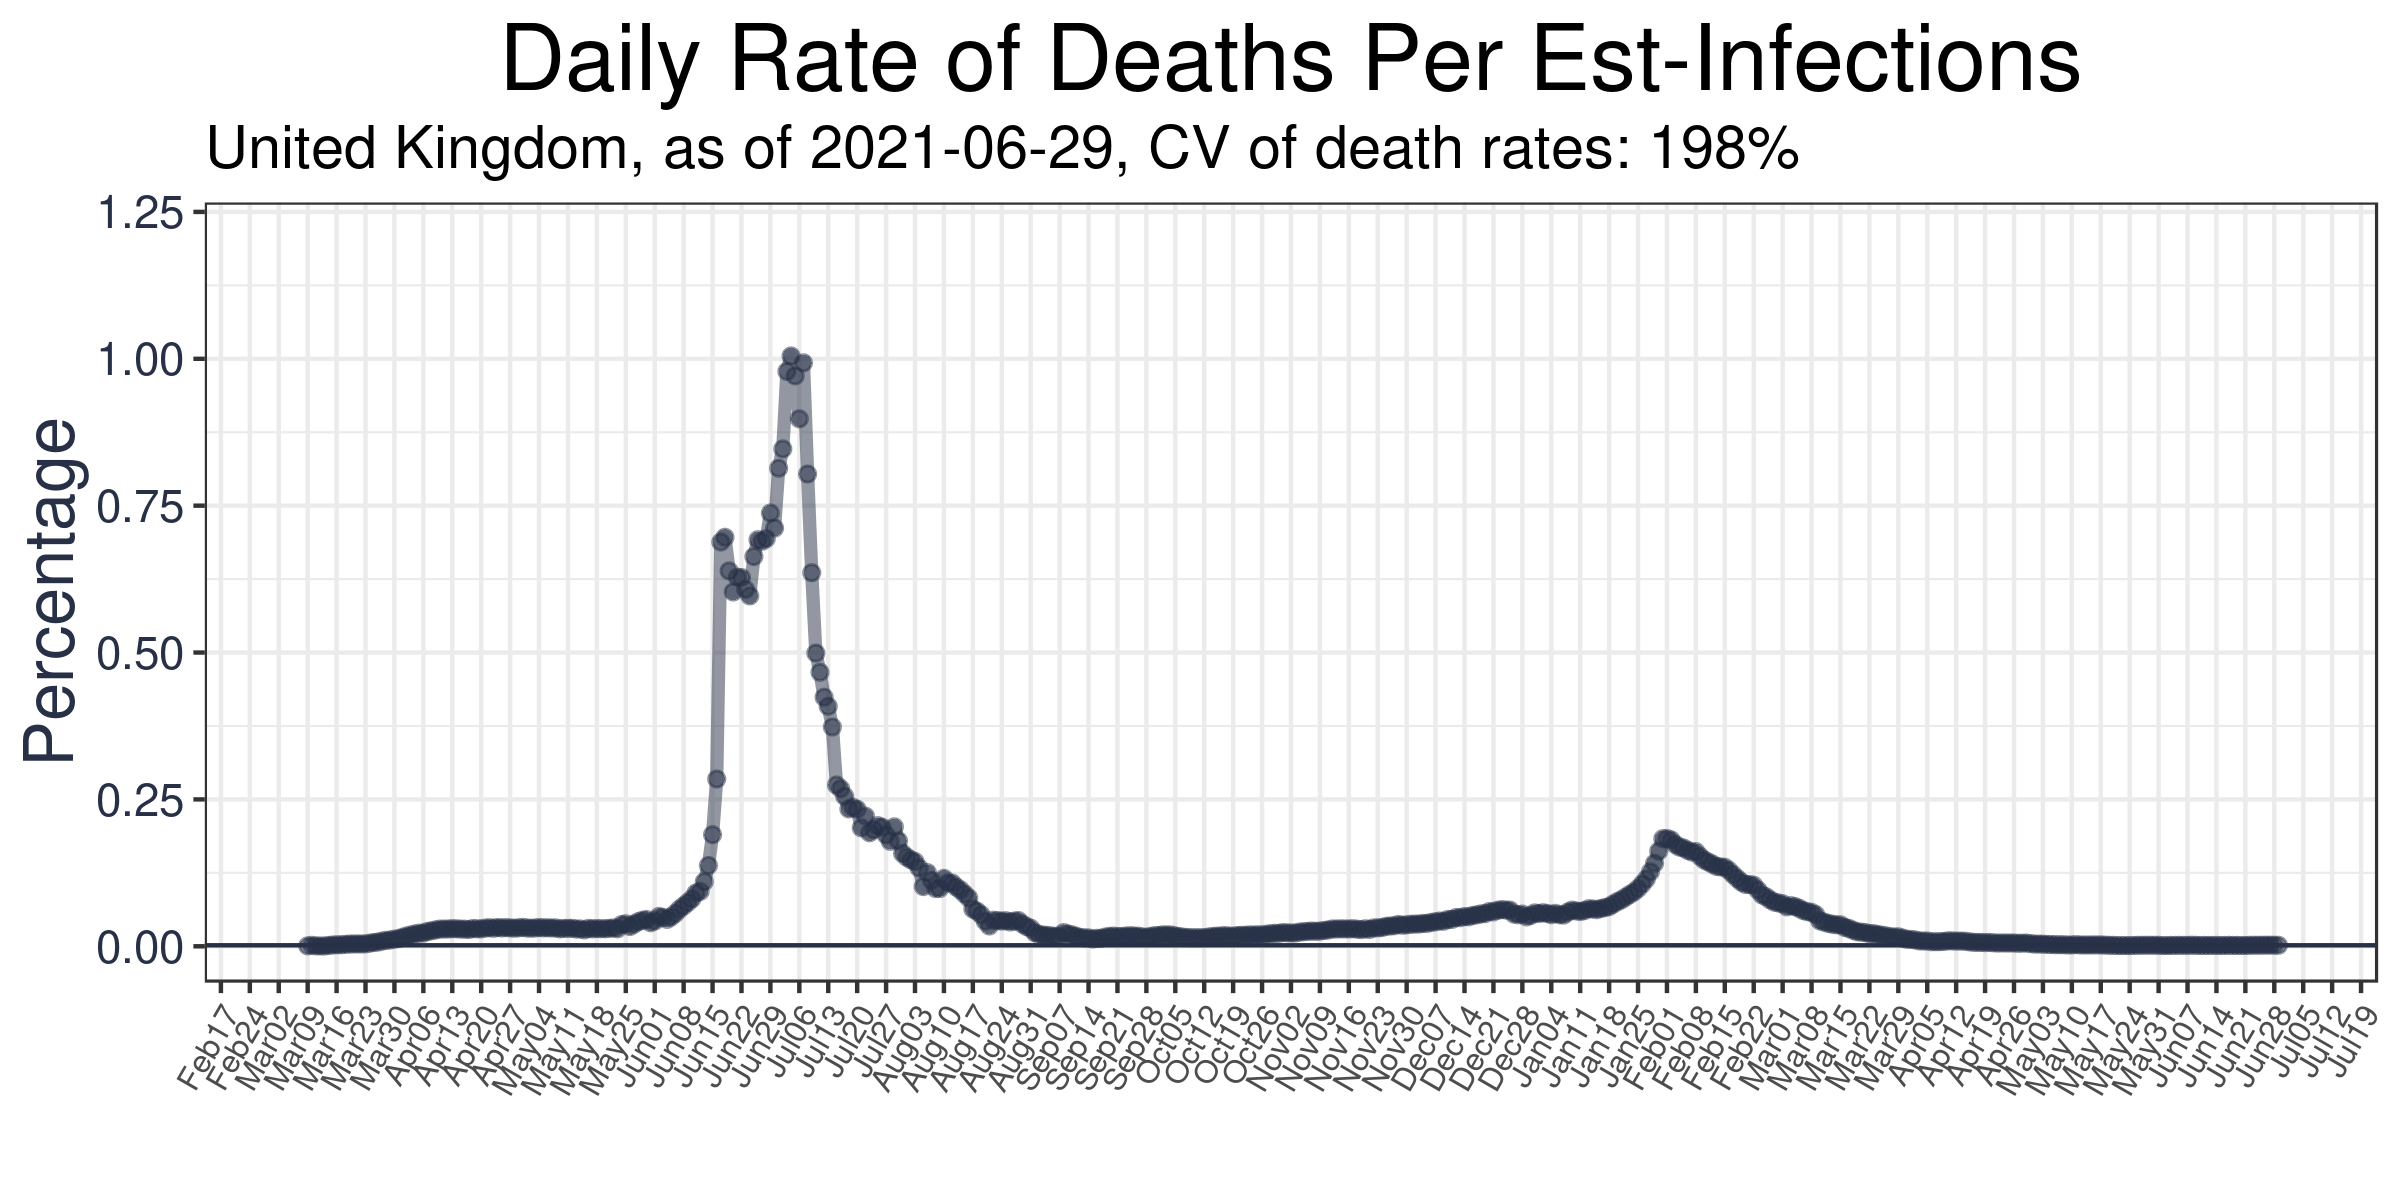 Daily Rate of Deaths Per Est-Infections
United Kingdom, as of 2021-06-29, CV of death rates: 198%
Percentage
1.25
1.00
0.75
0.50
0.25
0.00
Feb17
Feb24
Mar02
Mar09
Mar16
Mar23
Mar30
Apr06
Apr13
Apr20
Apr27
May04
May11
May18
May25
Jun01
Jun08
Jun15
Jun22
Jun29
Jul06
Jul13
Jul20
Jul27
Aug03
Aug10
Aug17
Aug24
Aug31
Sep07
Sep14
Sep21
Sep28
Oct05
Oct12
Oct19
Oct26
Nov02
Nov09
Nov16
Nov23
Nov30
Dec07
Dec14
Dec21
Dec28
Jan04
Jan11
Jan18
Jan25
Feb01
Feb08
Feb15
Feb22
Mar01
Mar08
Mar15
Mar22
Mar29
Apr05
Apr12
Apr19
Apr26
May03
May10
May17
May24
May31
Jun07
Jun14
Jun21
Jun28
Jul05
Jul12
Jul19